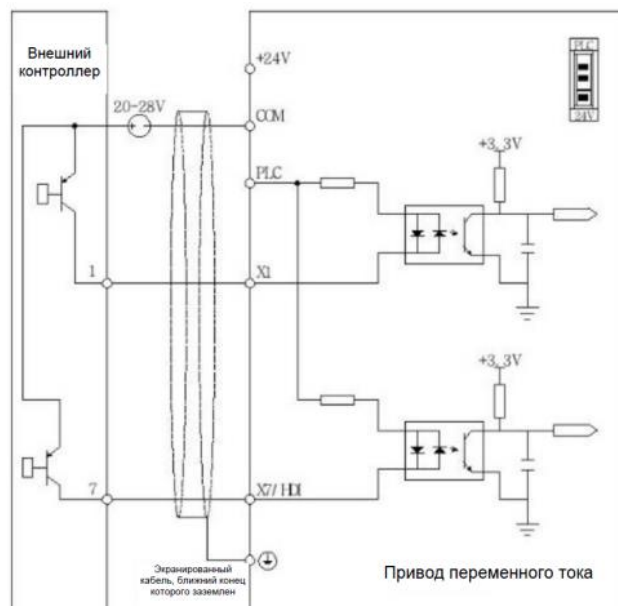 Внешний
контроллер
20-28V
+24V
COM
PLC
PLC
24V
+3,3V
1
X1
+3,3V
7
X7/HDI
Экранированный
кабель, ближний конец
которого заземлен
Привод переменного тока